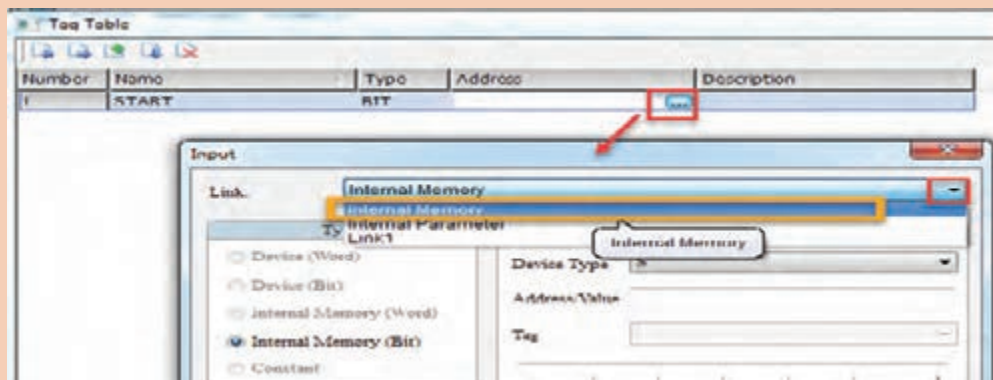 Tag Table
Number Name Type Address Description
1 START BIT ...
Input
Link Internal Memory
Internal Memory
Internal Parameter
Link1
Internal Memory
Device (Word)
Device Type
Device (Bit)
Address/Value
Internal Memory (Word)
Internal Memory (Bit)
Tag
Constant